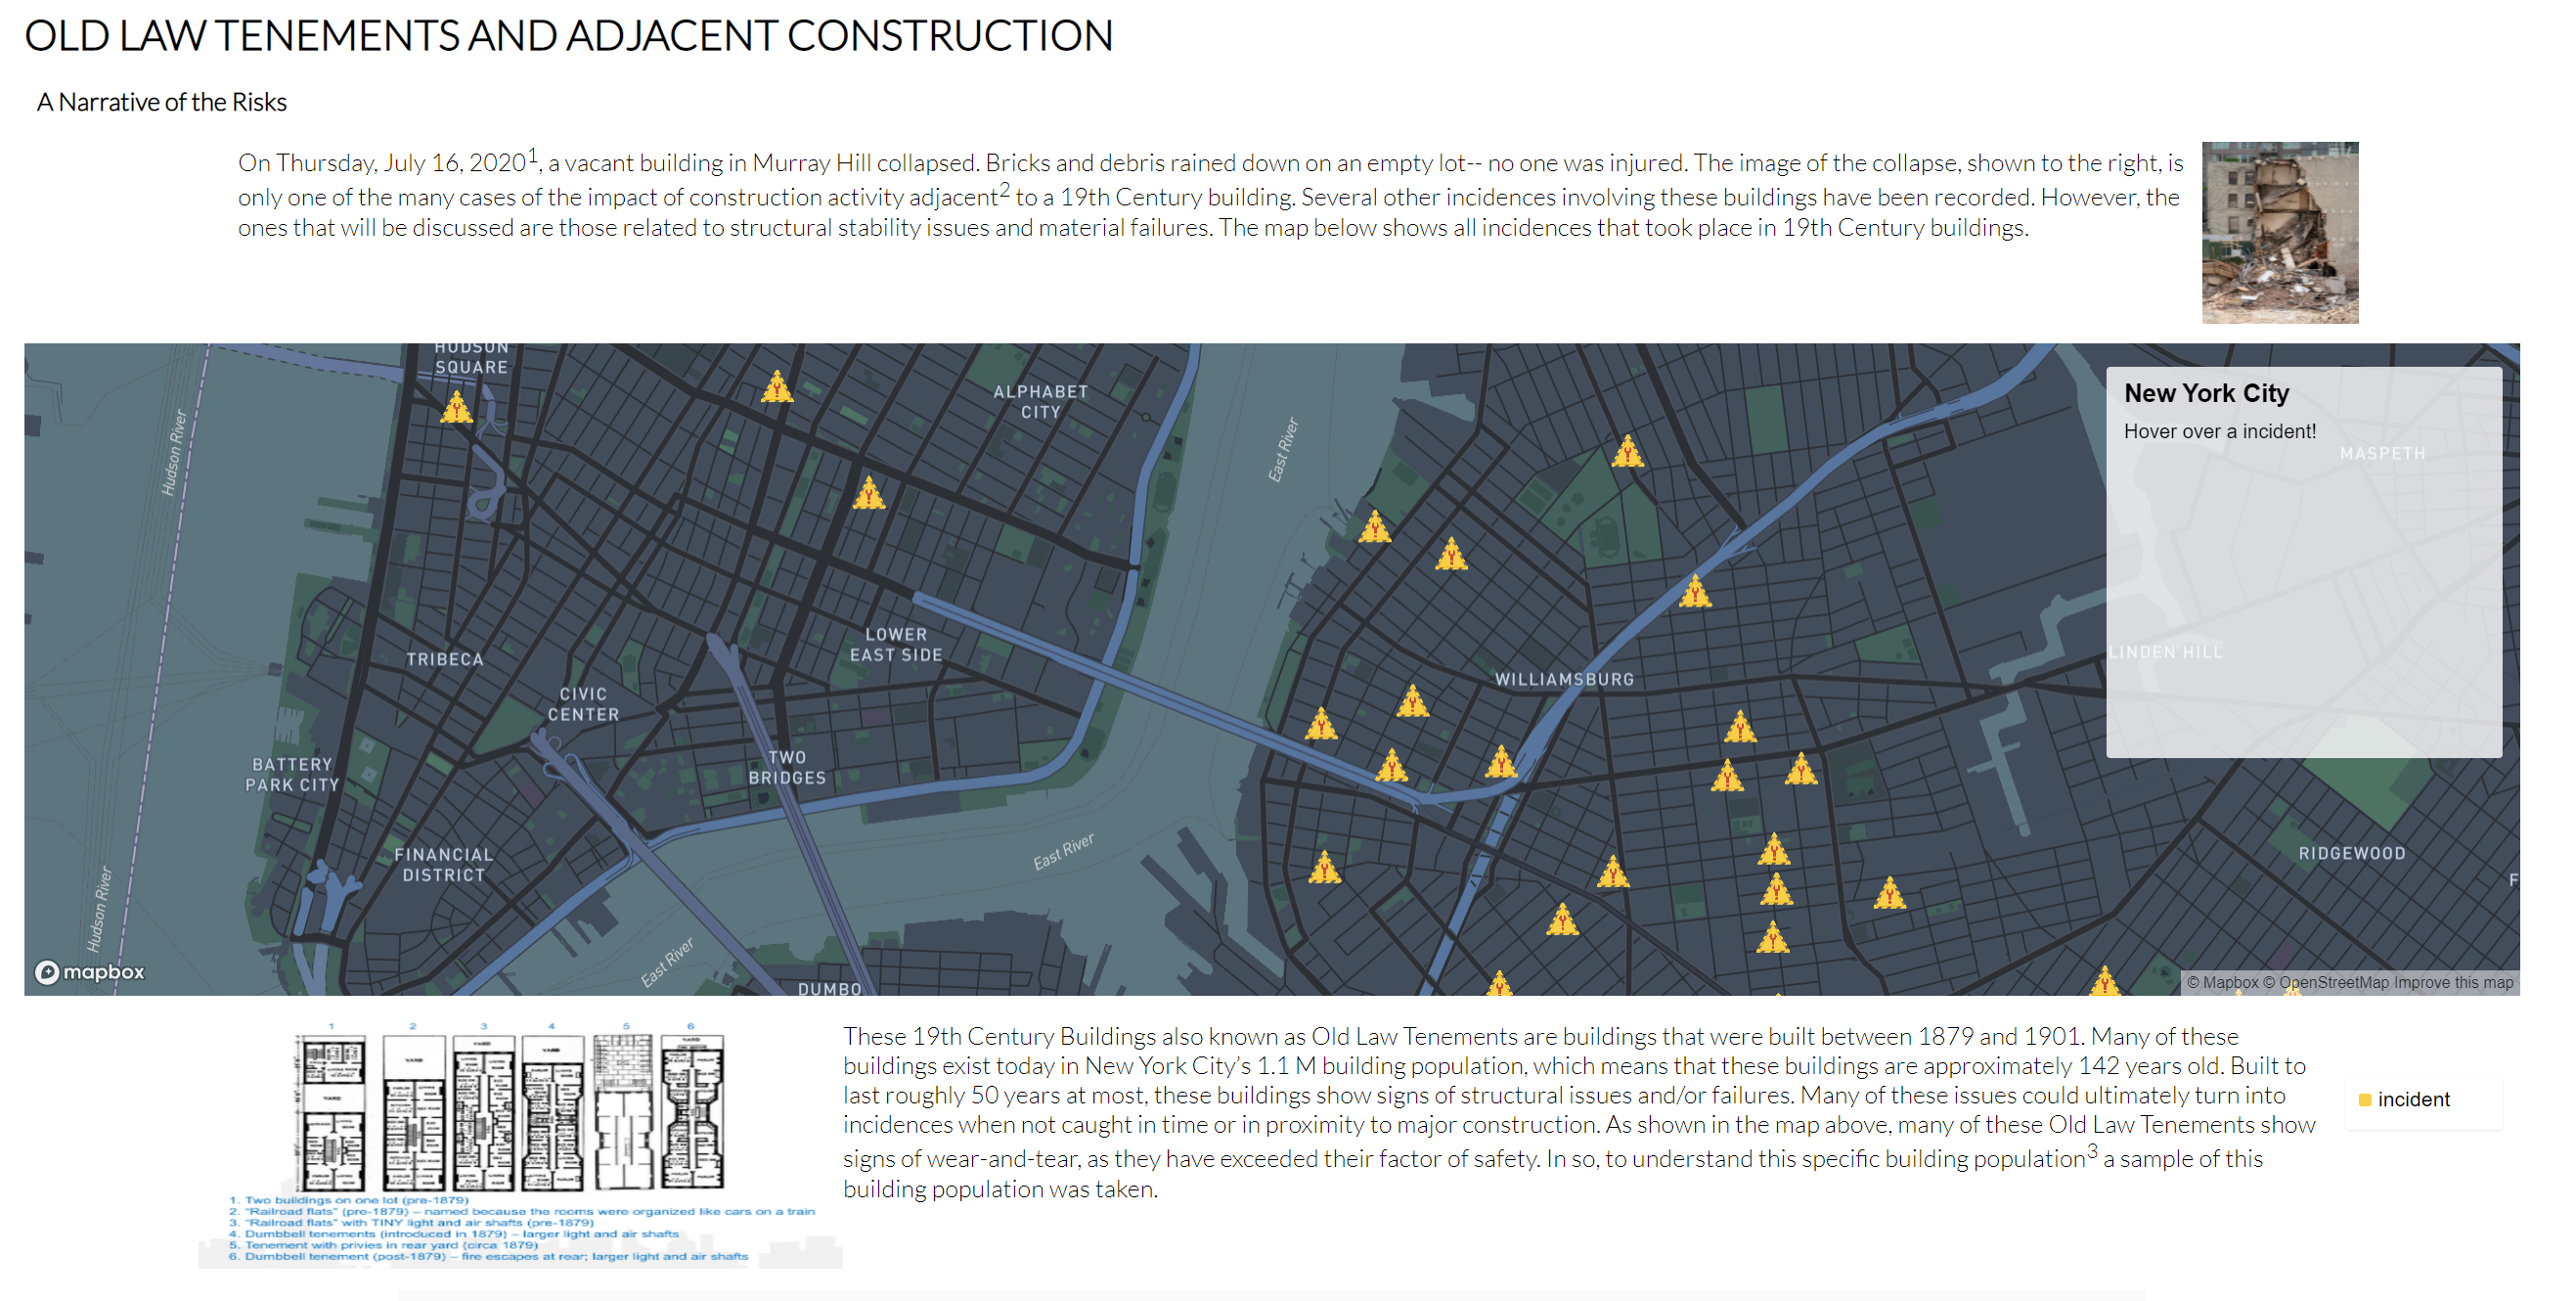 OLD LAW TENEMENTS AND ADJACENT CONSTRUCTION
A Narrative of the Risks
On Thursday, July 16, 2020¹, a vacant building in Murray Hill collapsed. Bricks and debris rained down on an empty lot-- no one was injured. The image of the collapse, shown to the right, is
only one of the many cases of the impact of construction activity adjacent² to a 19th Century building. Several other incidences involving these buildings have been recorded. However, the
ones that will be discussed are those related to structural stability issues and material failures. The map below shows all incidences that took place in 19th Century buildings.
HUDSON
SQUARE
ALPHABET
CITY
New York City
Hover over a incident!
MASPETH
Hudson River
East River
LOWER
EAST SIDE
TRIBECA
LINDEN HILL
WILLIAMSBURG
CIVIC
CENTER
TWO
BRIDGES
BATTERY
PARK CITY
FINANCIAL
DISTRICT
East River
RIDGEWOOD
F
Hudson River
East River
mapbox
DUMBO
© Mapbox © OpenStreetMap Improve this map
1 2 3 4 5 6
YARD
YARD
YARD
YARD
YARD
1. Two buildings on one lot (pre-1879)
2. "Railroad flats" (pre-1879) – named because the rooms were organized like cars on a train
3. "Railroad flats" with TINY light and air shafts (pre-1879)
4. Dumbbell tenements (introduced in 1879) – larger light and air shafts
5. Tenement with privies in rear yard (circa 1879)
6. Dumbbell tenement (post-1879) – fire escapes at rear; larger light and air shafts
These 19th Century Buildings also known as Old Law Tenements are buildings that were built between 1879 and 1901. Many of these
buildings exist today in New York City's 1.1 M building population, which means that these buildings are approximately 142 years old. Built to
last roughly 50 years at most, these buildings show signs of structural issues and/or failures. Many of these issues could ultimately turn into
incidences when not caught in time or in proximity to major construction. As shown in the map above, many of these Old Law Tenements show
signs of wear-and-tear, as they have exceeded their factor of safety. In so, to understand this specific building population³ a sample of this
building population was taken.
incident